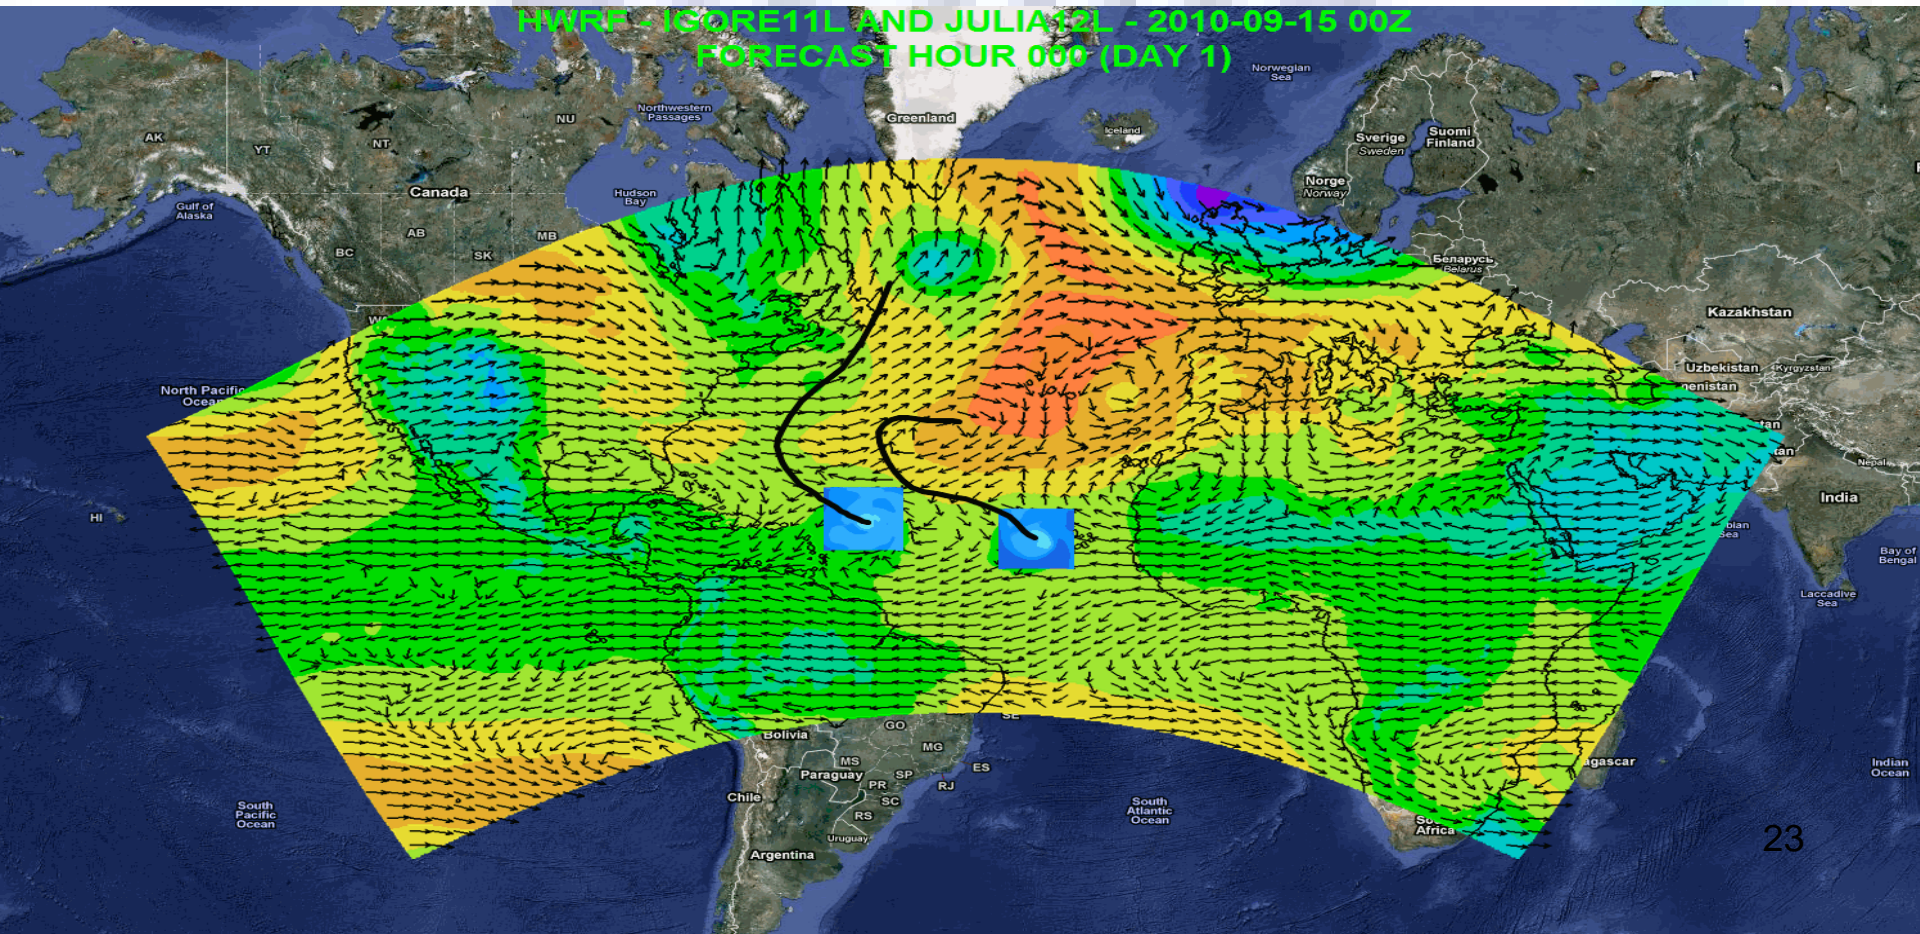 HWRF - IGORE11L AND JULIA12L - 2010-09-15 00Z
FORECAST HOUR 000 (DAY 1)
Norwegian
Sea
Northwestern
Passages
NU
Greenland
Iceland
AK
YT
NT
Sverige
Sweden
Suomi
Finland
Canada
Hudson
Bay
Norge
Norway
Gulf of
Alaska
AB
MB
BC
SK
Беларусь
Belarus
Kazakhstan
North Pacific
Ocean
Uzbekistan
Kyrgyzstan
Nepal
India
HI
Sea
Bay of
Bengal
Laccadive
Sea
SE
GO
Bolivia
MG
MS
Paraguay
SP
ES
PR
RJ
SC
RS
Uruguay
Chile
Argentina
South
Pacific
Ocean
South
Atlantic
Ocean
Africa
Indian
Ocean
23